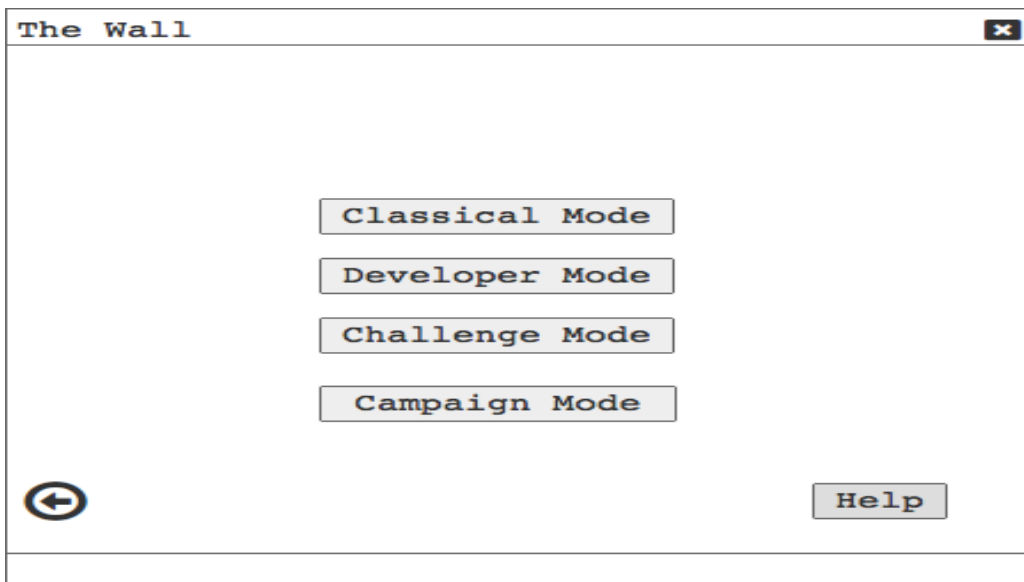 The Wall
Classical Mode
Developer Mode
Challenge Mode
Campaign Mode
Help